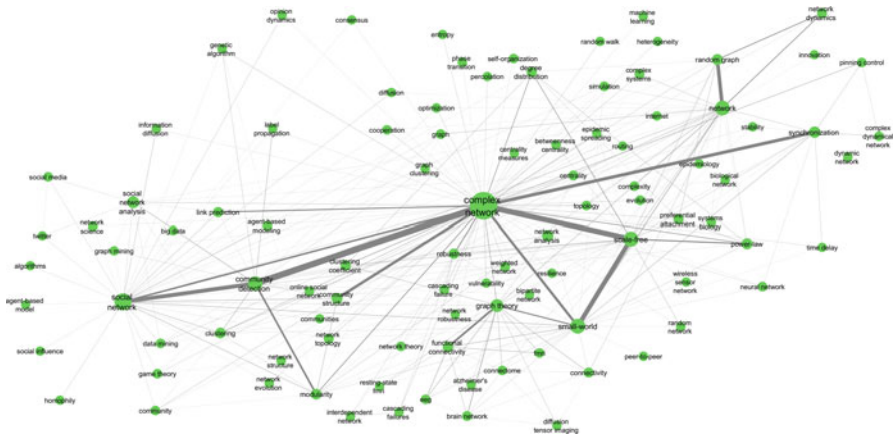 opinion
dynamics
consensus
genetic
algorithm
entropy
phase
transition
self-organization
percolation
degree
distribution
random walk
machine
learning
heterogeneity
random graph
network
dynamics
innovation
pinning control
complex
systems
simulation
diffusion
optimization
internet
network
information
diffusion
label
propagation
cooperation
graph
epidemic
spreading
routing
stability
synchronization
complex
dynamical
network
centrality
measures
betweenness
centrality
graph
clustering
epidemiology
dynamic
network
social media
social
network
analysis
link prediction
complex
network
centrality
complexity
biological
network
topology
evolution
network
science
agent-based
modeling
preferential
attachment
systems
biology
twitter
big data
network
analysis
scale-free
power-law
time delay
graph mining
robustness
algorithms
clustering
coefficient
weighted
network
resilience
community
detection
online social
network
community
structure
cascading
failure
vulnerability
bipartite
network
wireless
sensor
network
neural network
agent-based
model
social
network
graph theory
communities
network
robustness
small-world
random
network
clustering
network
topology
functional
connectivity
data mining
network theory
fmri
peer-to-peer
social influence
network
structure
game theory
network
evolution
connectome
connectivity
resting-state
fmri
alzheimer's
disease
modularity
eeg
homophily
community
interdependent
network
cascading
failures
brain network
diffusion
tensor imaging